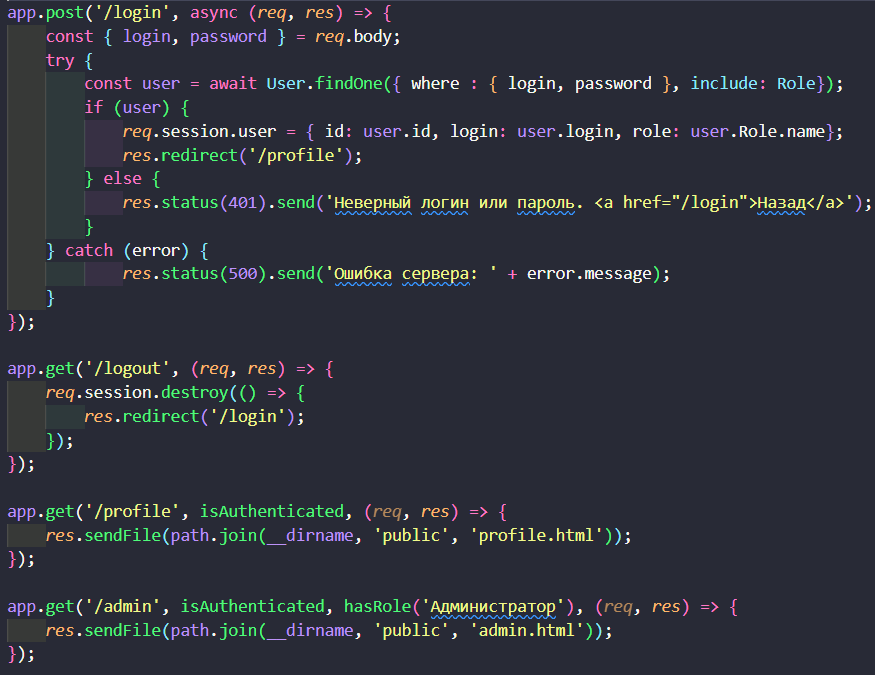 app.post('/login', async (req, res) => {
    const { login, password } = req.body;
    try {
        const user = await User.findOne({ where : { login, password }, include: Role});
        if (user) {
            req.session.user = { id: user.id, login: user.login, role: user.Role.name};
            res.redirect('/profile');
        } else {
            res.status(401).send('Неверный логин или пароль. <a href="/login">Назад</a>');
        }
    } catch (error) {
            res.status(500).send('Ошибка сервера: ' + error.message);
    }
});

app.get('/logout', (req, res) => {
    req.session.destroy(() => {
        res.redirect('/login');
    });
});

app.get('/profile', isAuthenticated, (req, res) => {
    res.sendFile(path.join(__dirname, 'public', 'profile.html'));
});

app.get('/admin', isAuthenticated, hasRole('Администратор'), (req, res) => {
    res.sendFile(path.join(__dirname, 'public', 'admin.html'));
});